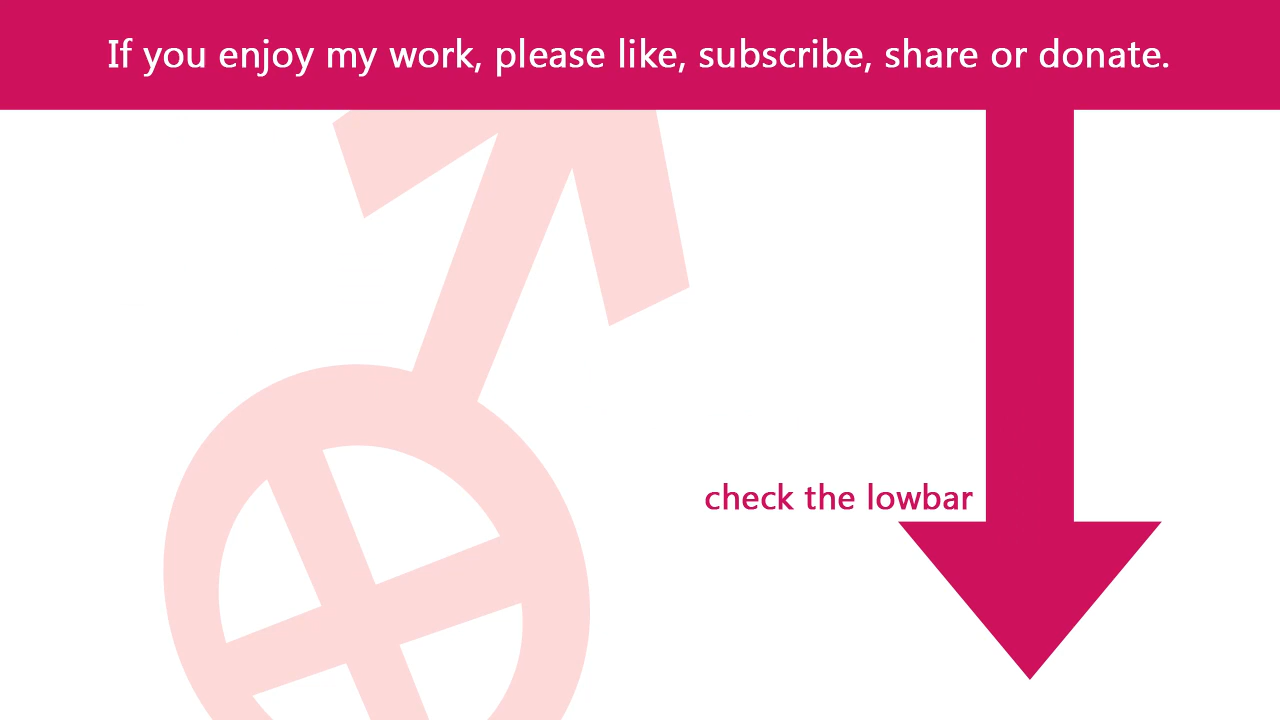 If you enjoy my work, please like, subscribe, share or donate.
check the lowbar